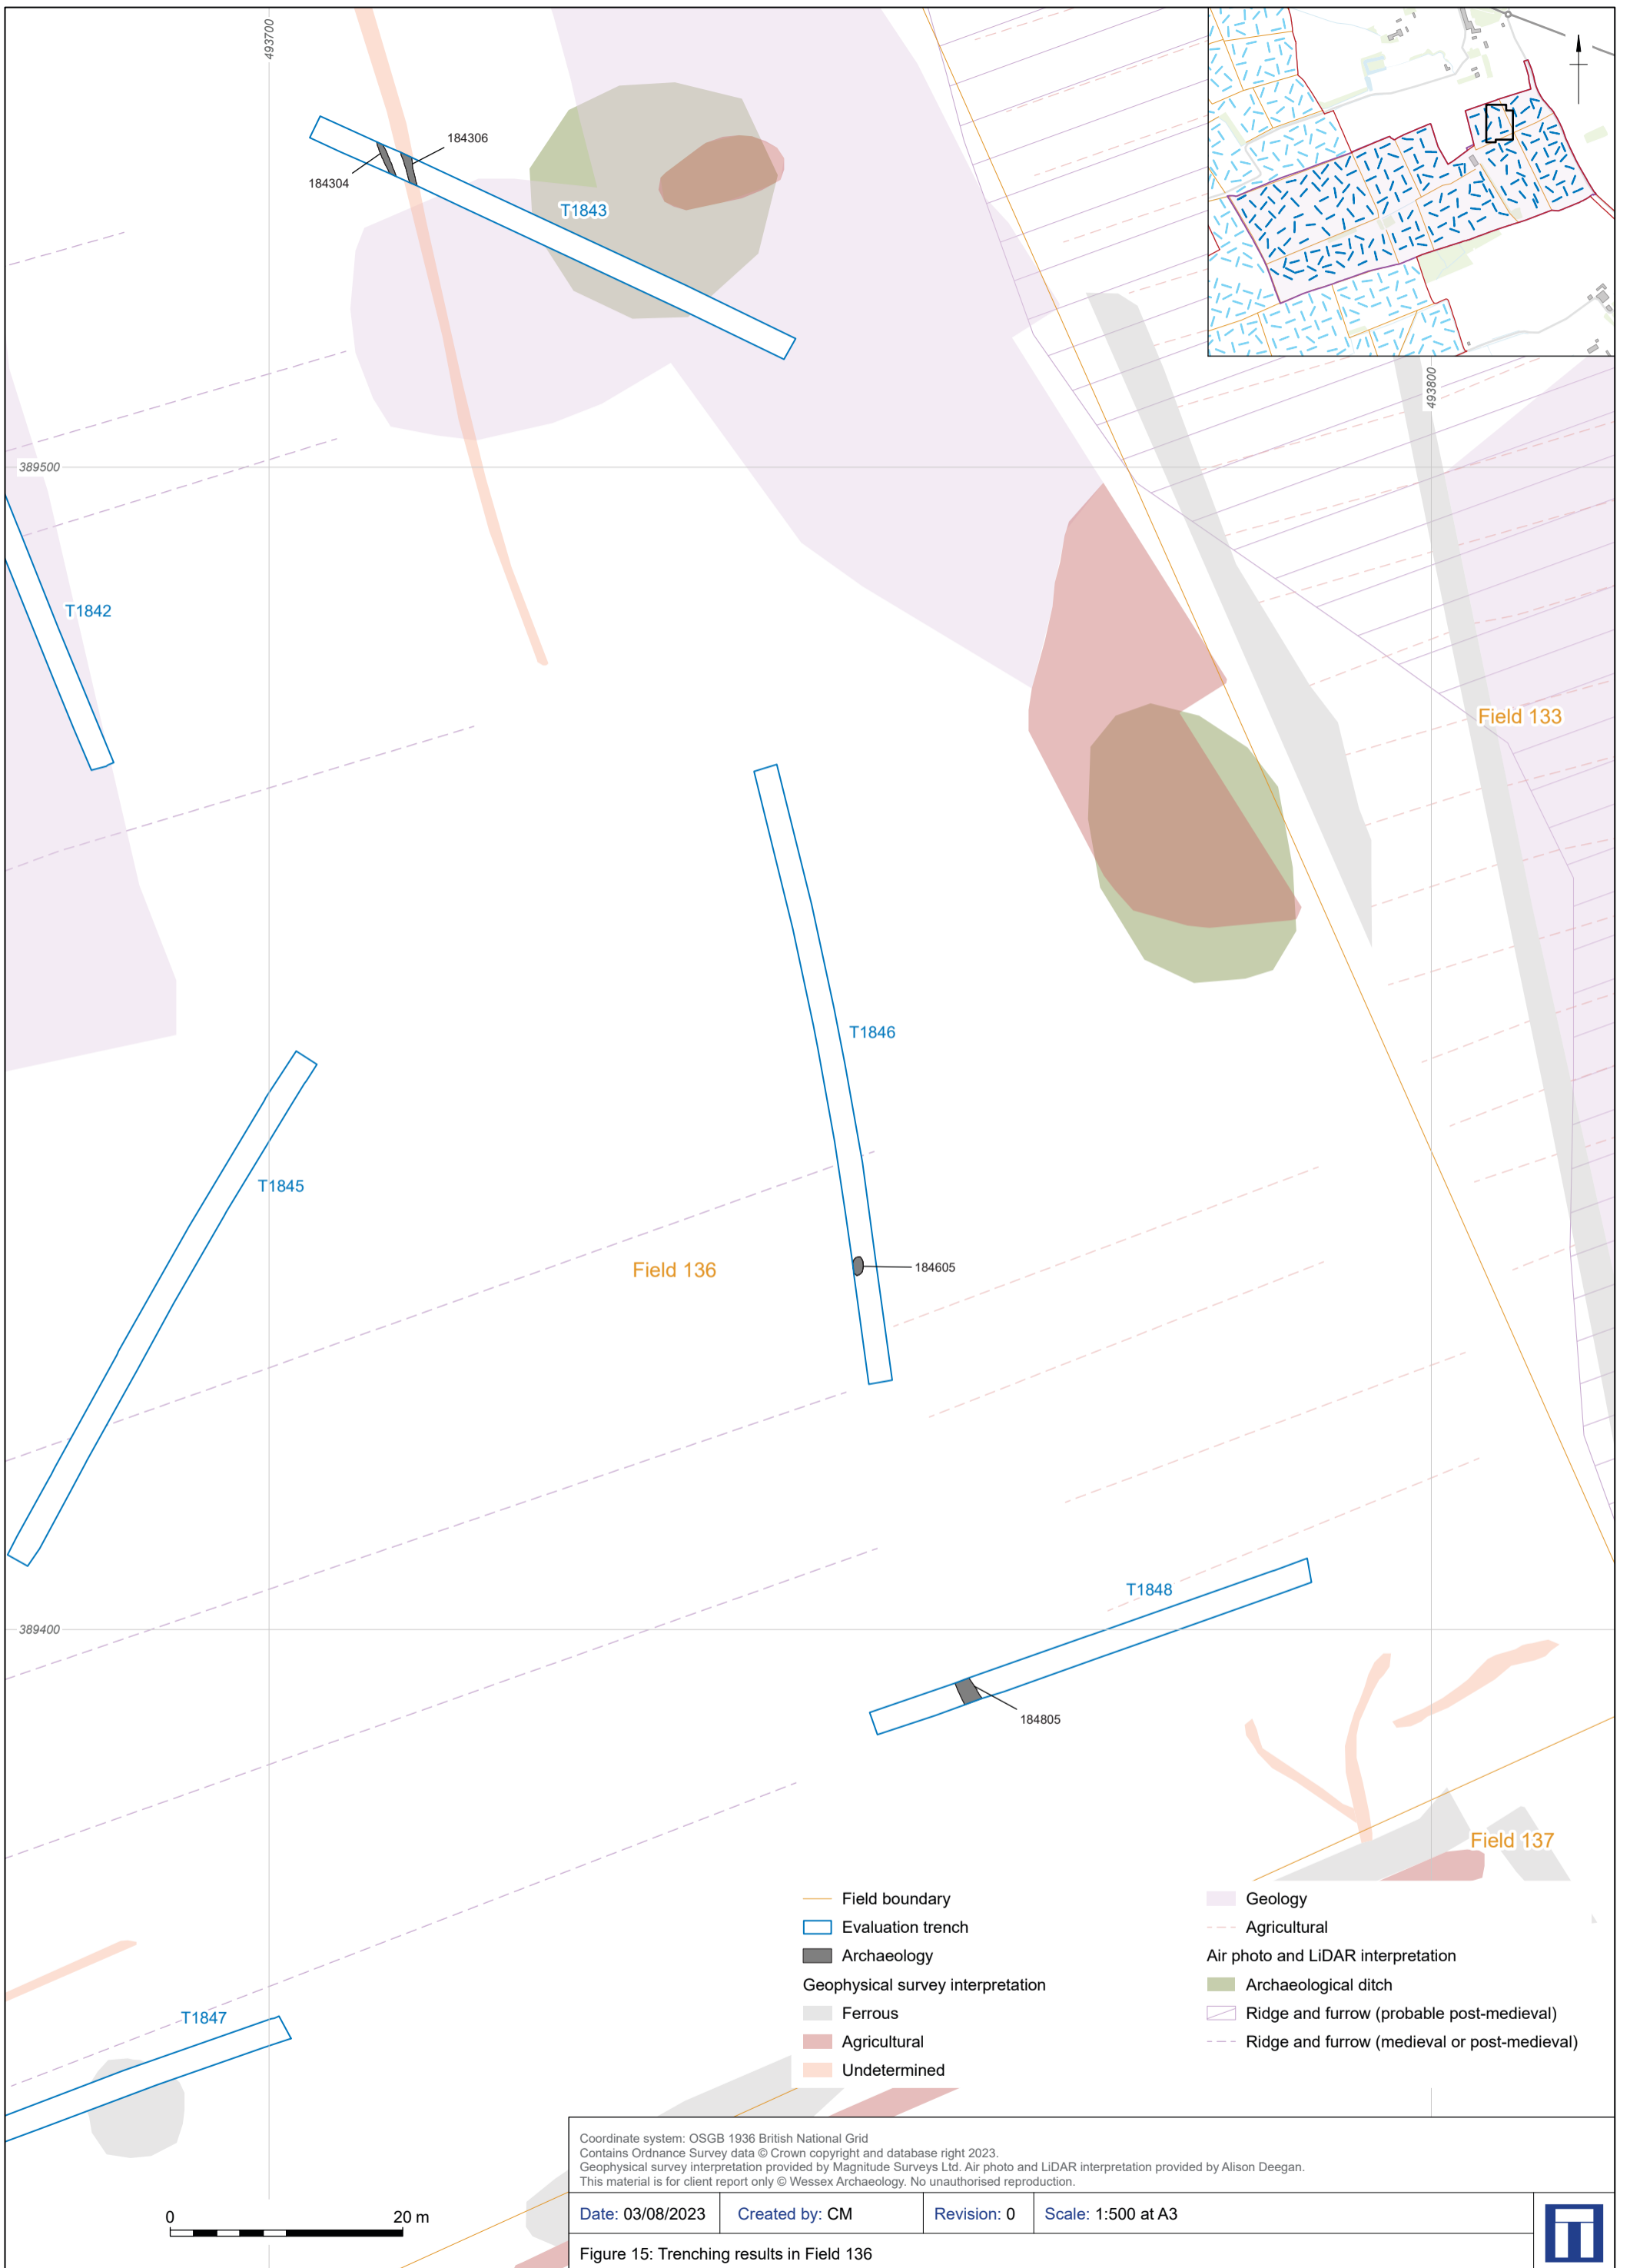 493700
184306
184304
T1843
493800
389500
T1842
Field 133
T1846
T1845
Field 136
184605
T1848
389400
184805
Field 137
T1847
Field boundary
Evaluation trench
Archaeology
Geophysical survey interpretation
Ferrous
Agricultural
Undetermined
Geology
Agricultural
Air photo and LiDAR interpretation
Archaeological ditch
Ridge and furrow (probable post-medieval)
Ridge and furrow (medieval or post-medieval)
0 20 m
Coordinate system: OSGB 1936 British National Grid
Contains Ordnance Survey data © Crown copyright and database right 2023.
Geophysical survey interpretation provided by Magnitude Surveys Ltd. Air photo and LiDAR interpretation provided by Alison Deegan.
This material is for client report only © Wessex Archaeology. No unauthorised reproduction.
Date: 03/08/2023 Created by: CM Revision: 0 Scale: 1:500 at A3
Figure 15: Trenching results in Field 136